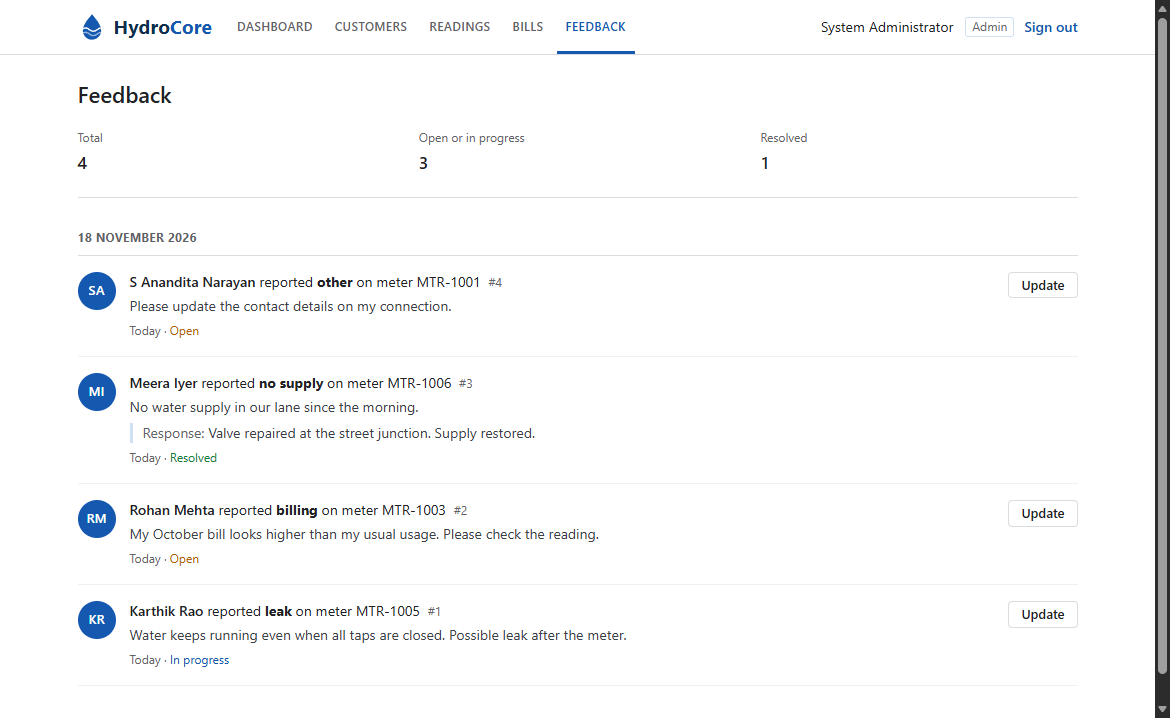 HydroCore DASHBOARD CUSTOMERS READINGS BILLS FEEDBACK System Administrator Admin Sign out
Feedback
Total Open or in progress Resolved
4 3 1
18 NOVEMBER 2026
SA
S Anandita Narayan reported other on meter MTR-1001 #4
Update
Please update the contact details on my connection.
Today · Open
MI
Meera Iyer reported no supply on meter MTR-1006 #3
No water supply in our lane since the morning.
Response: Valve repaired at the street junction. Supply restored.
Today · Resolved
RM
Rohan Mehta reported billing on meter MTR-1003 #2
Update
My October bill looks higher than my usual usage. Please check the reading.
Today · Open
KR
Karthik Rao reported leak on meter MTR-1005 #1
Update
Water keeps running even when all taps are closed. Possible leak after the meter.
Today · In progress